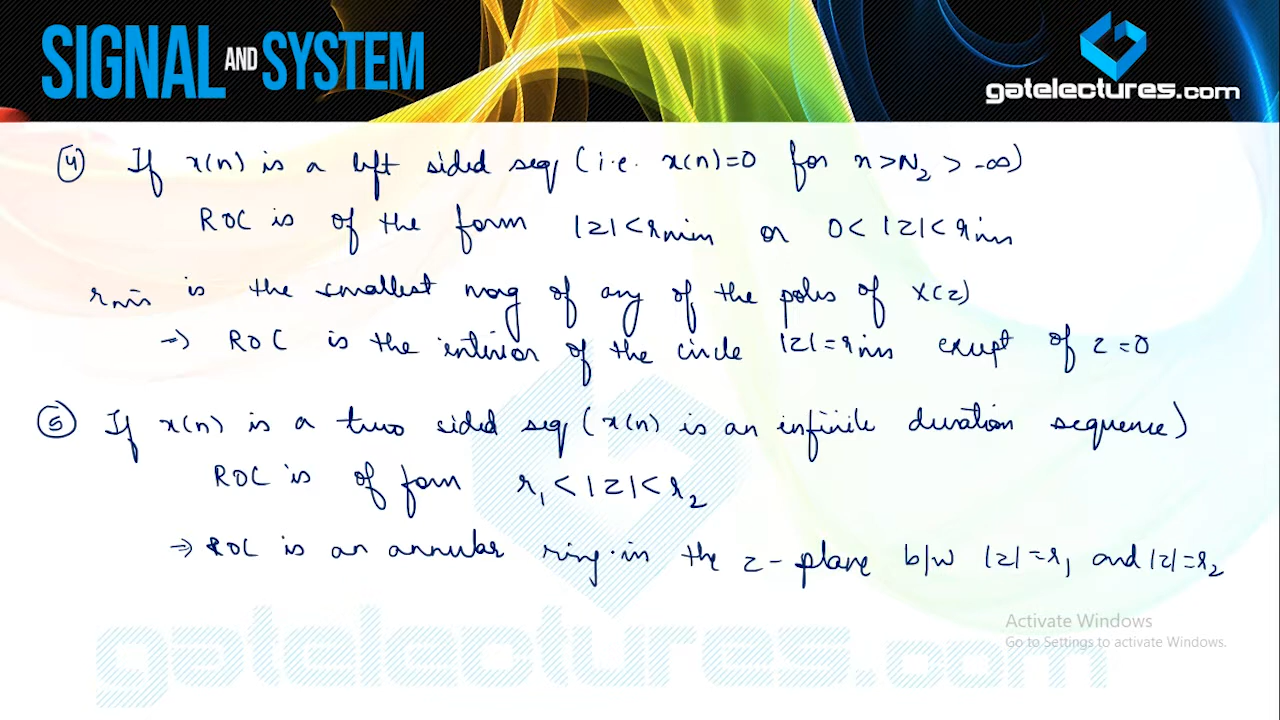 SIGNAL AND SYSTEM
gatelectures.com
(4) If x(n) is a left sided seq (i.e. x(n)=0 for n>N₂ > -∞)
ROC is of the form |z|<rmin or 0< |z|< rmin
rmin is the smallest mag of any of the poles of X(z)
→ ROC is the interior of the circle |z|=rmin except of z=0
(5) If x(n) is a two sided seq (x(n) is an infinite duration sequence)
ROC is of form r₁ <|z|< r₂
→ ROC is an annular ring in the z-plane b/w |z|=r₁ and |z|=r₂
Activate Windows
Go to Settings to activate Windows.
gatelectures.com